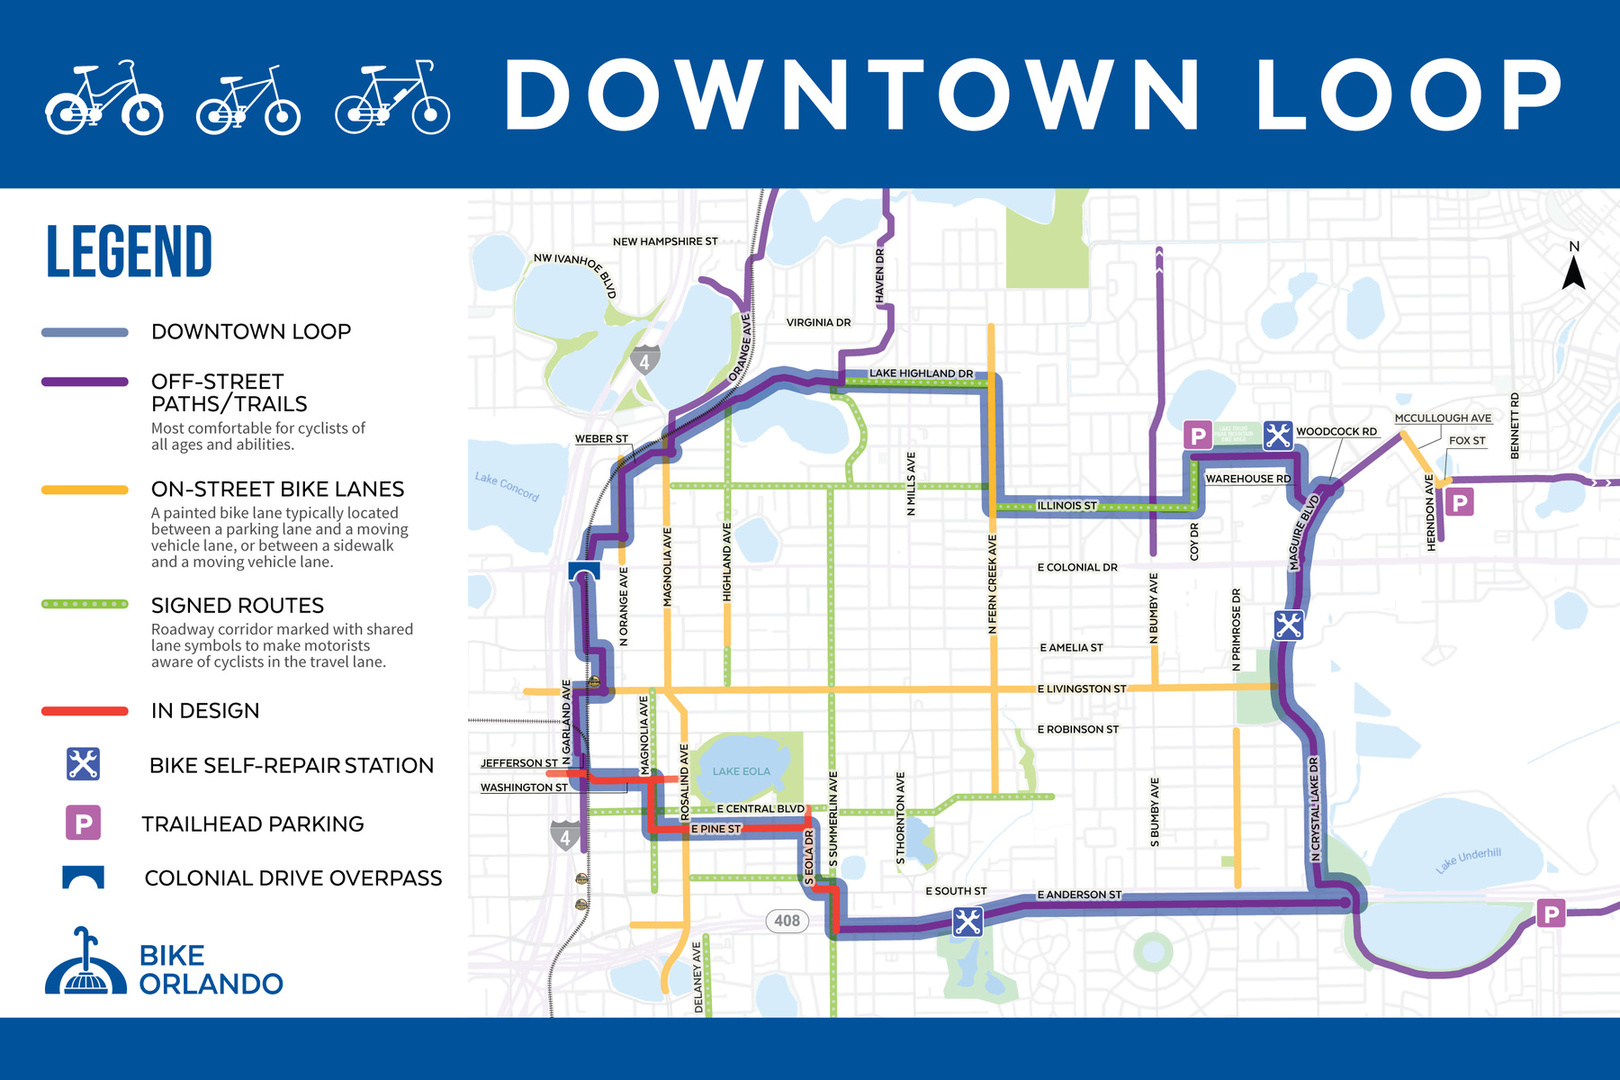 DOWNTOWN LOOP
LEGEND
DOWNTOWN LOOP
OFF-STREET
PATHS/TRAILS
Most comfortable for cyclists of
all ages and abilities.
ON-STREET BIKE LANES
A painted bike lane typically located
between a parking lane and a moving
vehicle lane, or between a sidewalk
and a moving vehicle lane.
SIGNED ROUTES
Roadway corridor marked with shared
lane symbols to make motorists
aware of cyclists in the travel lane.
IN DESIGN
BIKE SELF-REPAIR STATION
P
TRAILHEAD PARKING
COLONIAL DRIVE OVERPASS
BIKE
ORLANDO
NEW HAMPSHIRE ST
NW IVANHOE BLVD
HAVEN DR
N
VIRGINIA DR
ORANGE AVE
4
LAKE HIGHLAND DR
WEBER ST
Lake Concord
N MILLS AVE
P
WOODCOCK RD
MCCULLOUGH AVE
FOX ST
BENNETT RD
WAREHOUSE RD
P
HERNDON AVE
ILLINOIS ST
COY DR
MAGUIRE BLVD
N ORANGE AVE
MAGNOLIA AVE
HIGHLAND AVE
N FERN CREEK AVE
E COLONIAL DR
N BUMBY AVE
N PRIMROSE DR
E AMELIA ST
E LIVINGSTON ST
E ROBINSON ST
N GARLAND AVE
MAGNOLIA AVE
ROSALIND AVE
LAKE EOLA
JEFFERSON ST
WASHINGTON ST
E CENTRAL BLVD
E PINE ST
4
S EOLA DR
S SUMMERLIN AVE
S THORNTON AVE
S BUMBY AVE
N CRYSTAL LAKE DR
Lake Underhill
E SOUTH ST
E ANDERSON ST
408
P
DELANEY AVE